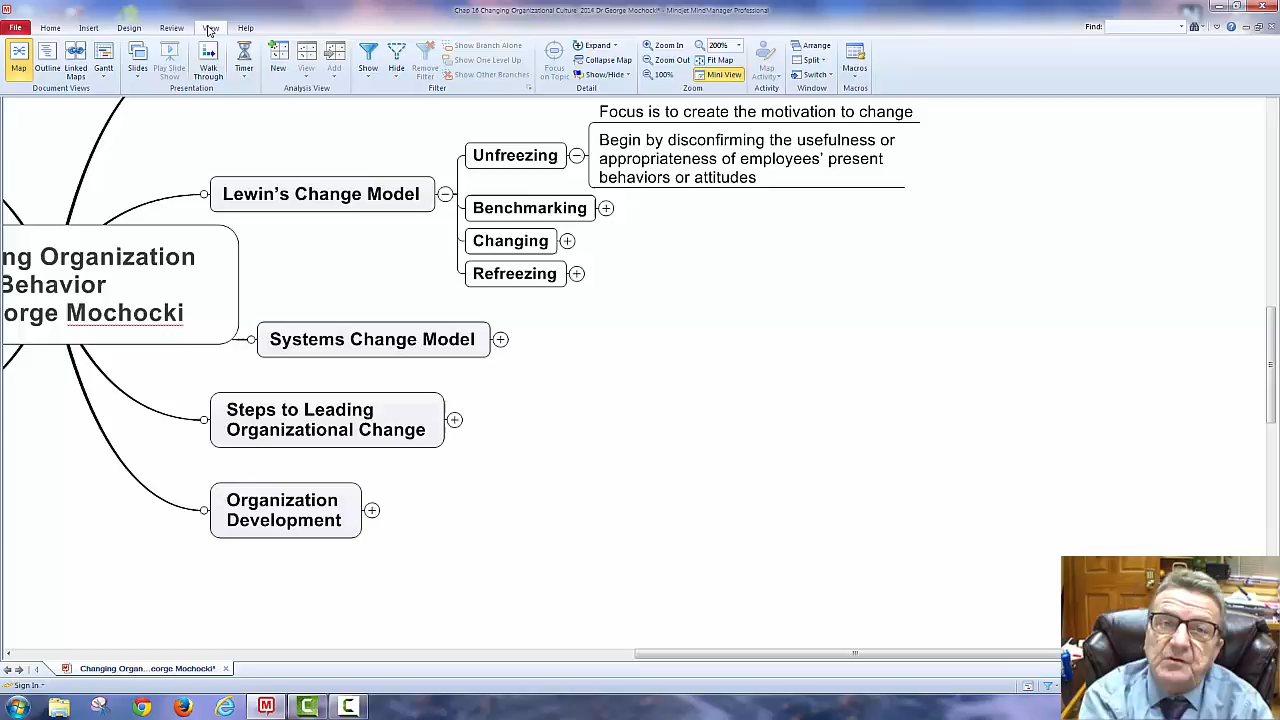 Chap 16 Changing Organizational Culture 2014 Dr George Mochocki* - Mindjet MindManager Professional
File Home Insert Design Review View Help Find:
Map Outline Linked Maps Gantt
Document Views
Slides Play Slide Show Walk Through Timer
Presentation
New View Add
Analysis View
Show Hide Remove Filter Show Branch Alone
Show One Level Up
Show Other Branches
Filter
Focus on Topic Expand
Collapse Map
Show/Hide
Detail
Zoom In 200%
Zoom Out Fit Map
100% Mini View
Zoom
Map Activity
Activity
Arrange
Split
Switch
Window
Macros
Macros
Focus is to create the motivation to change
Unfreezing
Begin by disconfirming the usefulness or
appropriateness of employees' present
behaviors or attitudes
Lewin's Change Model
Benchmarking
Changing
Refreezing
ng Organization
Behavior
orge Mochocki
Systems Change Model
Steps to Leading
Organizational Change
Organization
Development
Changing Organ...eorge Mochocki*
Sign In